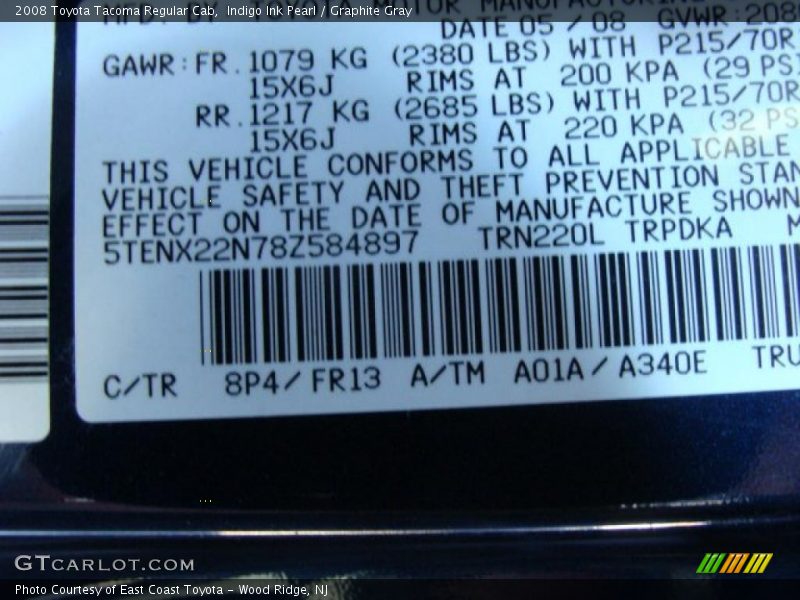 2008 Toyota Tacoma Regular Cab, Indigo Ink Pearl / Graphite Gray
DATE 05 / 08 GVWR:208
GAWR:FR. 1079 KG (2380 LBS) WITH P215/70R
15X6J RIMS AT 200 KPA (29 PSI
RR. 1217 KG (2685 LBS) WITH P215/70R
15X6J RIMS AT 220 KPA (32 PS
THIS VEHICLE CONFORMS TO ALL APPLICABLE
VEHICLE SAFETY AND THEFT PREVENTION STAN
EFFECT ON THE DATE OF MANUFACTURE SHOWN
5TENX22N78Z584897 TRN220L TRPDKA M
C/TR 8P4/FR13 A/TM A01A/A340E TRU
GTCARLOT.COM
Photo Courtesy of East Coast Toyota – Wood Ridge, NJ